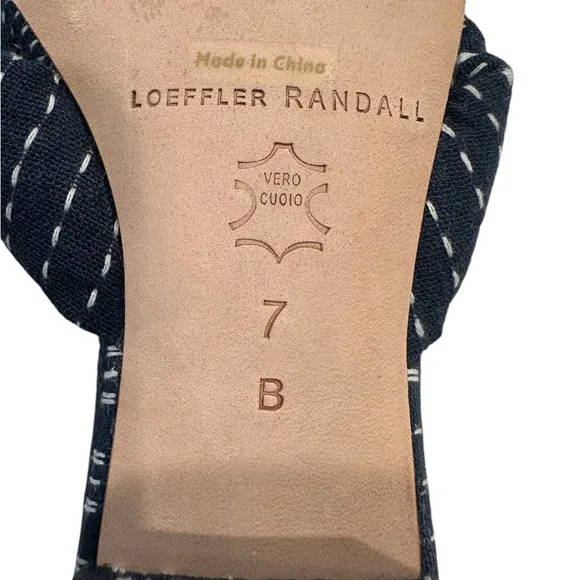 Made in China
LOEFFLER RANDALL
VERO
CUOIO
7
B